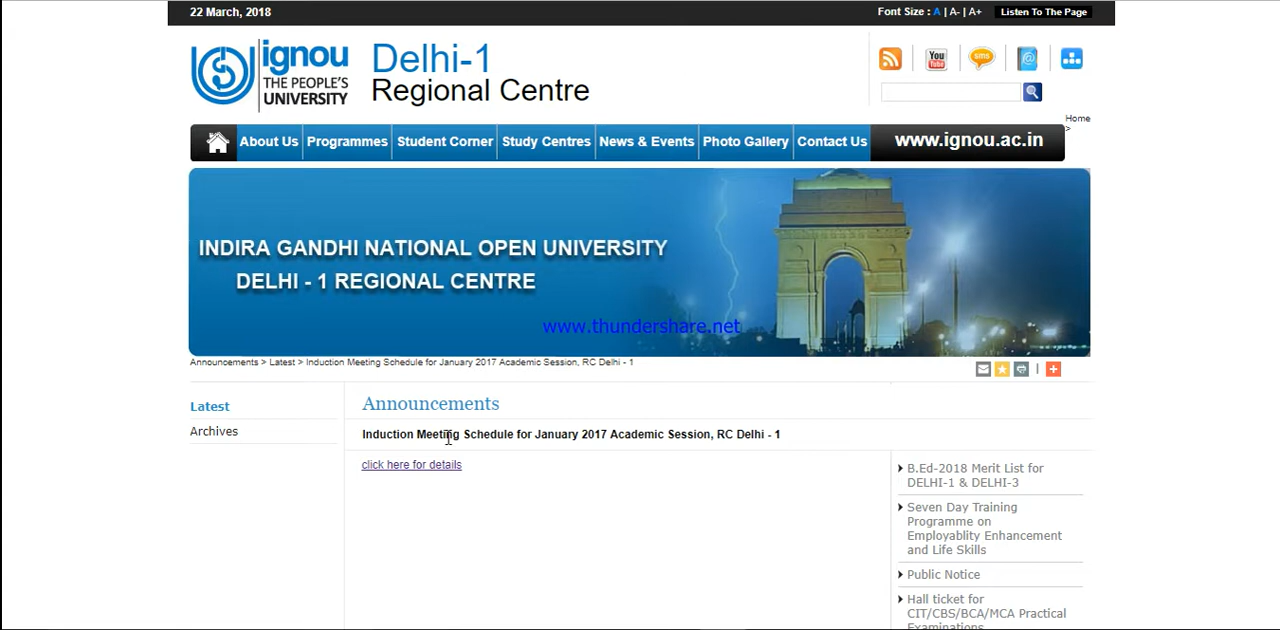 22 March, 2018
Font Size : A | A- | A+
Listen To The Page
ignou
THE PEOPLE'S
UNIVERSITY
Delhi-1
Regional Centre
You
Tube
sms
@
Home
>
About Us
Programmes
Student Corner
Study Centres
News & Events
Photo Gallery
Contact Us
www.ignou.ac.in
INDIRA GANDHI NATIONAL OPEN UNIVERSITY
DELHI - 1 REGIONAL CENTRE
www.thundershare.net
Announcements > Latest > Induction Meeting Schedule for January 2017 Academic Session, RC Delhi - 1
Latest
Archives
Announcements
Induction Meeting Schedule for January 2017 Academic Session, RC Delhi - 1
click here for details
B.Ed-2018 Merit List for
DELHI-1 & DELHI-3
Seven Day Training
Programme on
Employablity Enhancement
and Life Skills
Public Notice
Hall ticket for
CIT/CBS/BCA/MCA Practical
Examinations